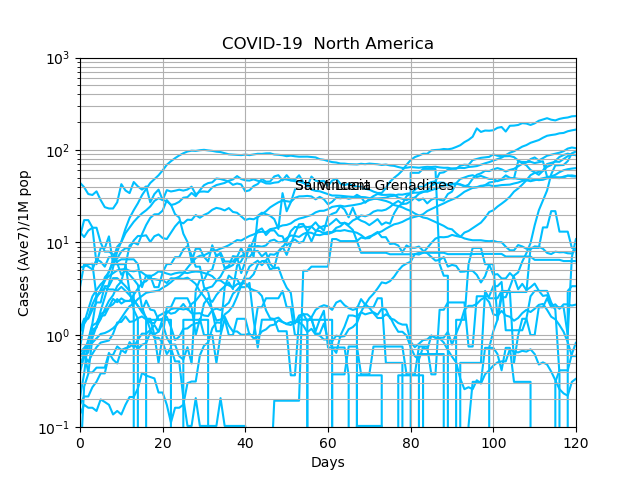 COVID-19  North America
10³
10²
10¹
10⁰
10⁻¹
Cases (Ave7)/1M pop
Grenadines
0 20 40 60 80 100 120
Days